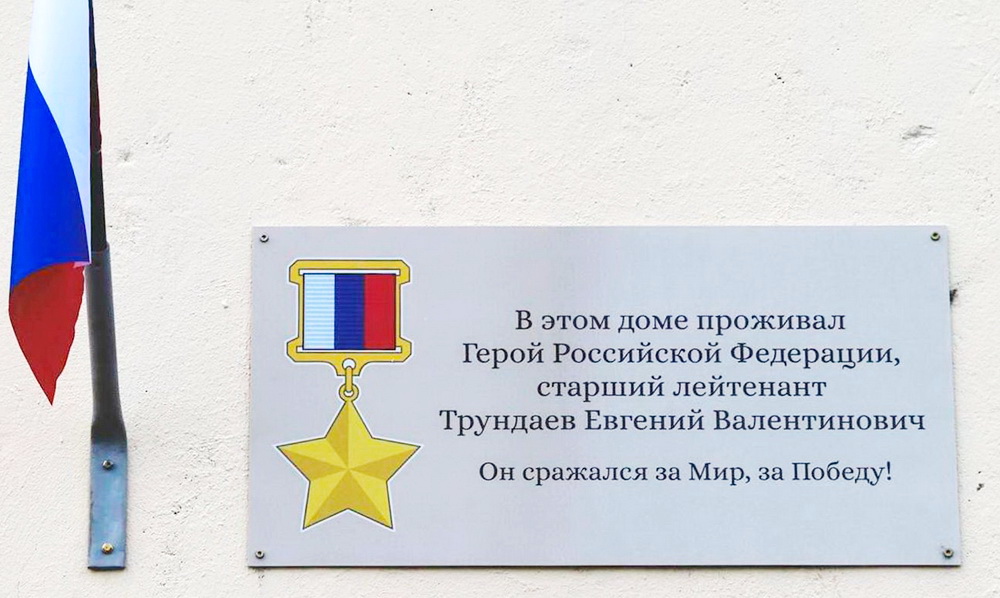 В этом доме проживал
Герой Российской Федерации,
старший лейтенант
Трундаев Евгений Валентинович
Он сражался за Мир, за Победу!